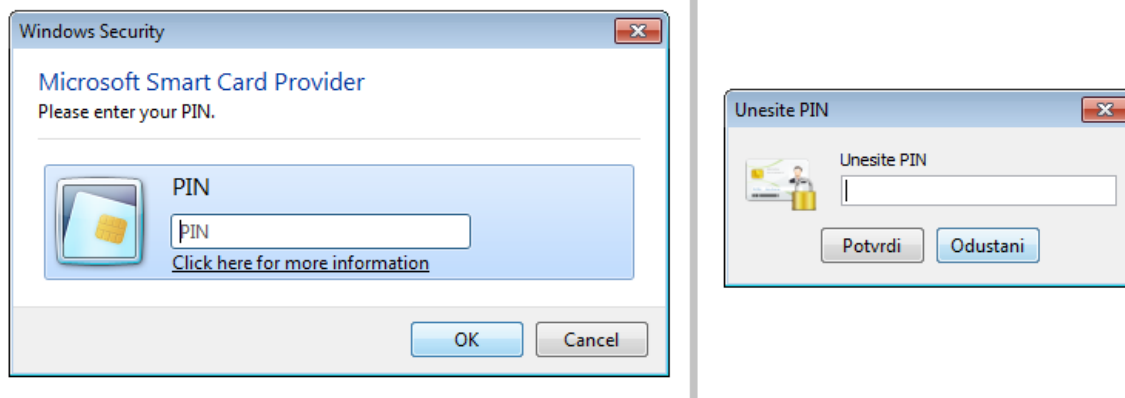 Windows Security
Microsoft Smart Card Provider
Please enter your PIN.
PIN
PIN
Click here for more information
OK
Cancel
Unesite PIN
Unesite PIN
Potvrdi
Odustani